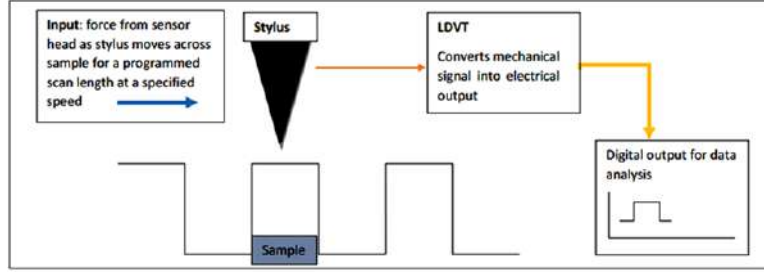 Input: force from sensor
head as stylus moves across
sample for a programmed
scan length at a specified
speed
Stylus
LDVT
Converts mechanical
signal into electrical
output
Digital output for data
analysis
Sample